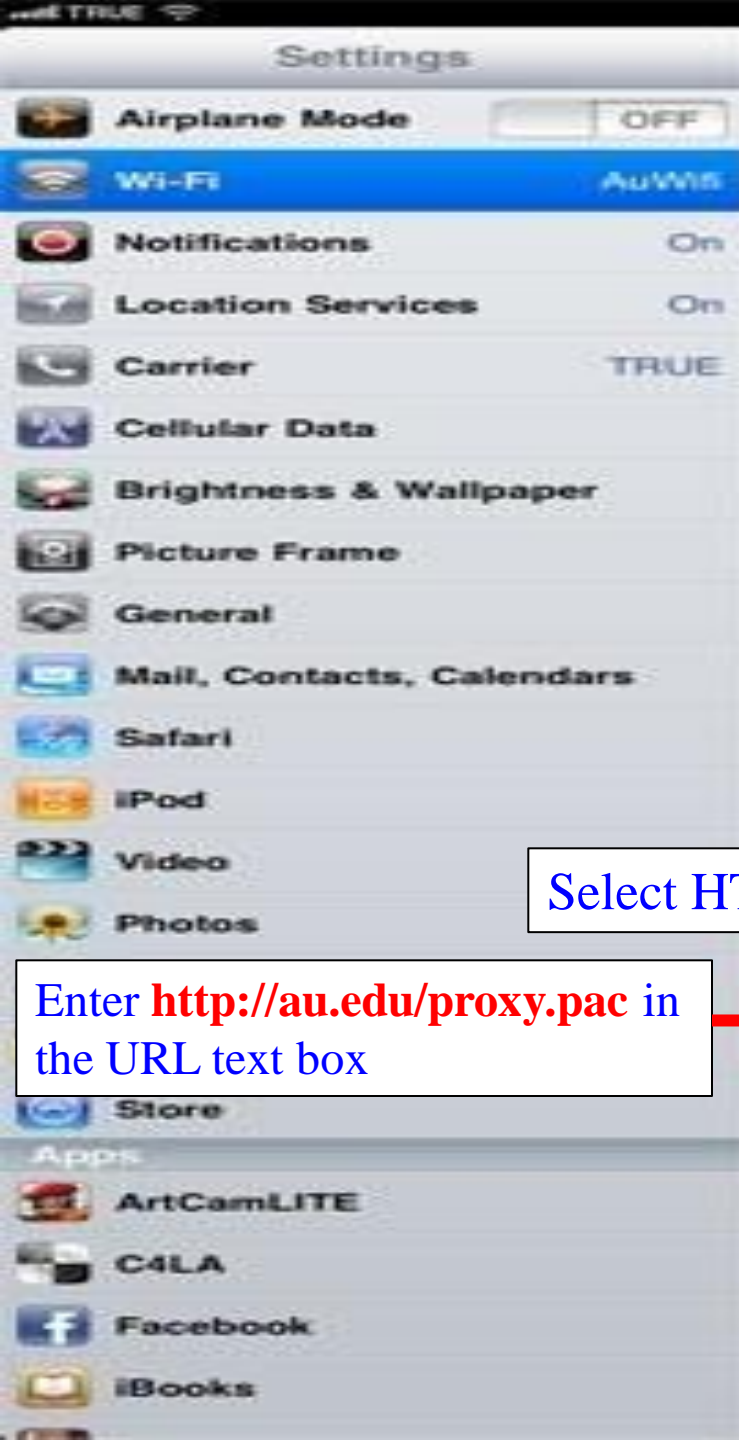 TRUE
Settings
Airplane Mode OFF
Wi-Fi AuWifi
Notifications On
Location Services On
Carrier TRUE
Cellular Data
Brightness & Wallpaper
Picture Frame
General
Mail, Contacts, Calendars
Safari
iPod
Video
Select
Photos
Enter http://au.edu/proxy.pac in
the URL text box
Store
Apps
ArtCamLITE
C4LA
Facebook
iBooks